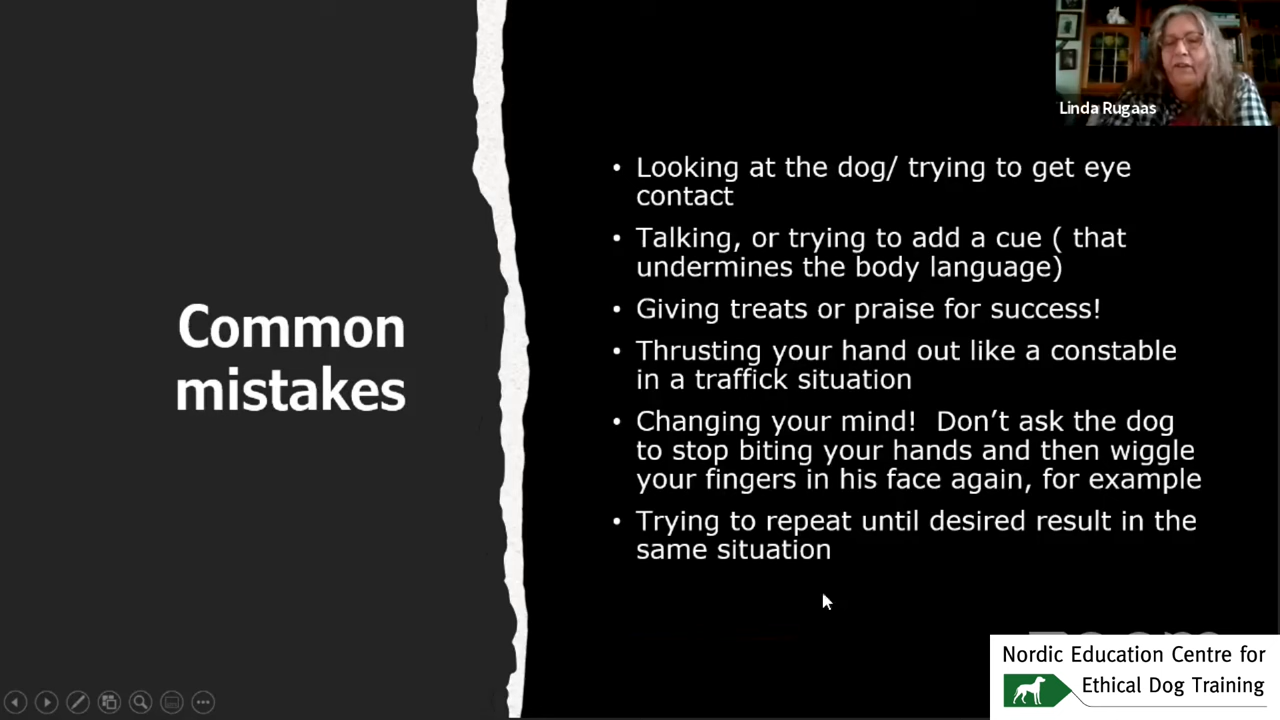 Linda Rugaas
Common
mistakes
• Looking at the dog/ trying to get eye
contact
• Talking, or trying to add a cue ( that
undermines the body language)
• Giving treats or praise for success!
• Thrusting your hand out like a constable
in a traffick situation
• Changing your mind!  Don’t ask the dog
to stop biting your hands and then wiggle
your fingers in his face again, for example
• Trying to repeat until desired result in the
same situation
Nordic Education Centre for
Ethical Dog Training